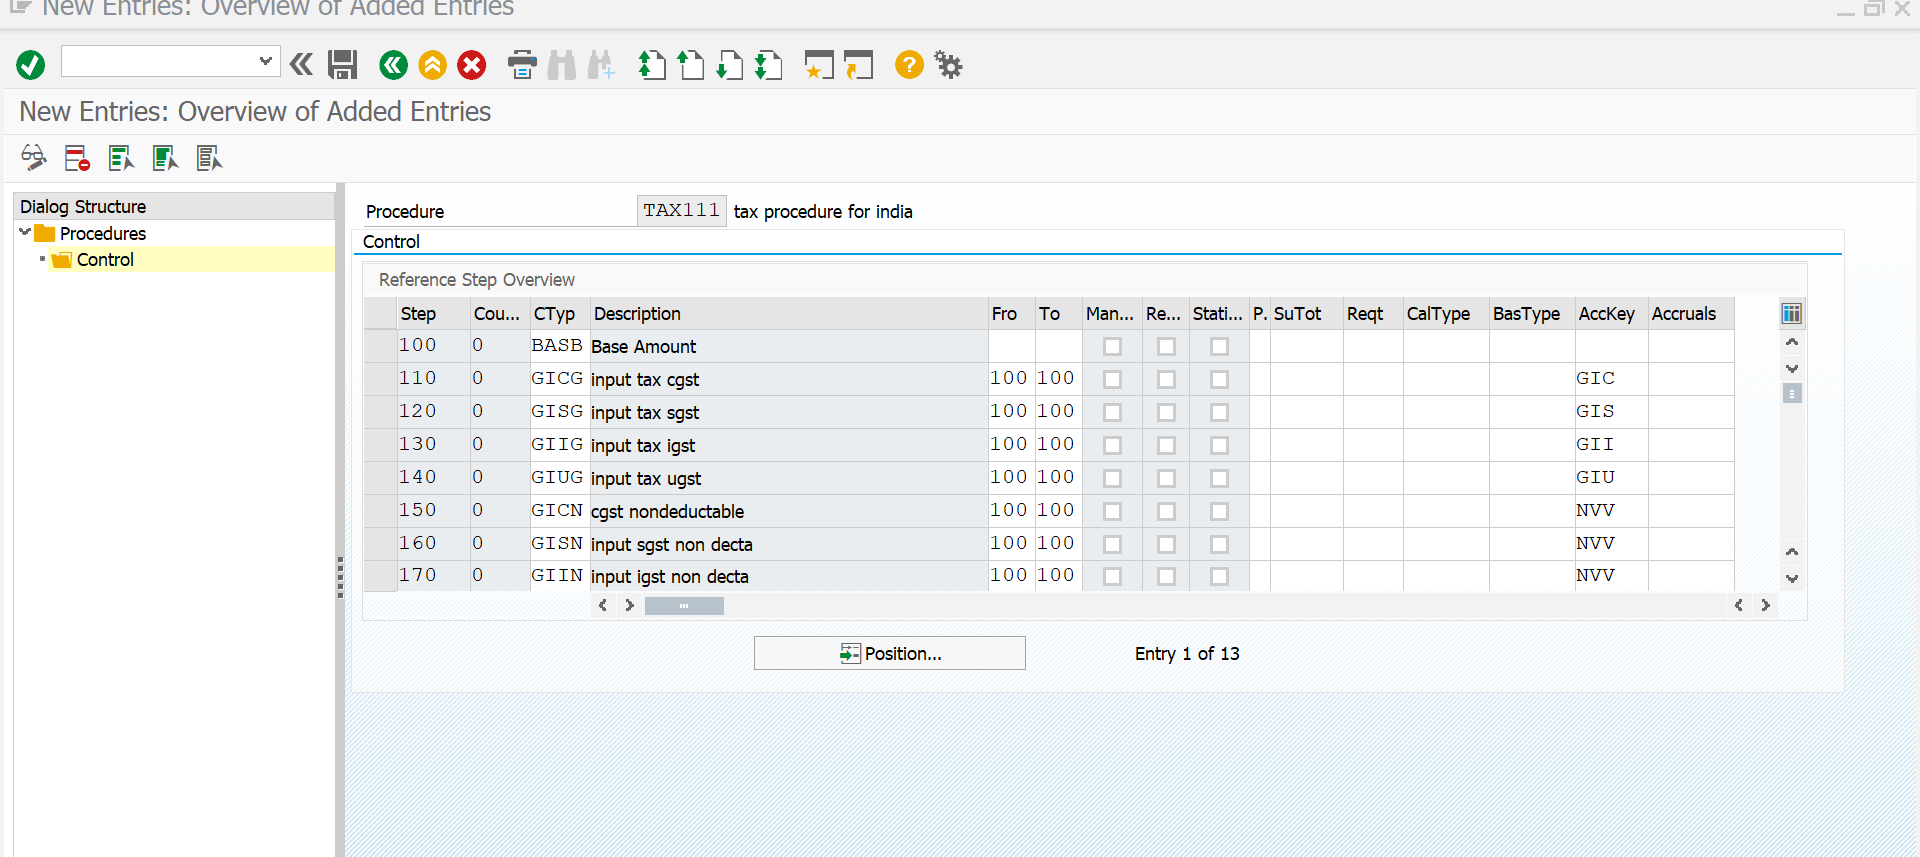 New Entries: Overview of Added Entries
New Entries: Overview of Added Entries
Dialog Structure
Procedures
Control
Procedure TAX111 tax procedure for india
Control
Reference Step Overview
Step Cou... CTyp Description Fro To Man... Re... Stati... P. SuTot Reqt CalType BasType AccKey Accruals
100 0 BASB Base Amount
110 0 GICG input tax cgst 100 100 GIC
120 0 GISG input tax sgst 100 100 GIS
130 0 GIIG input tax igst 100 100 GII
140 0 GIUG input tax ugst 100 100 GIU
150 0 GICN cgst nondeductable 100 100 NVV
160 0 GISN input sgst non decta 100 100 NVV
170 0 GIIN input igst non decta 100 100 NVV
Position... Entry 1 of 13